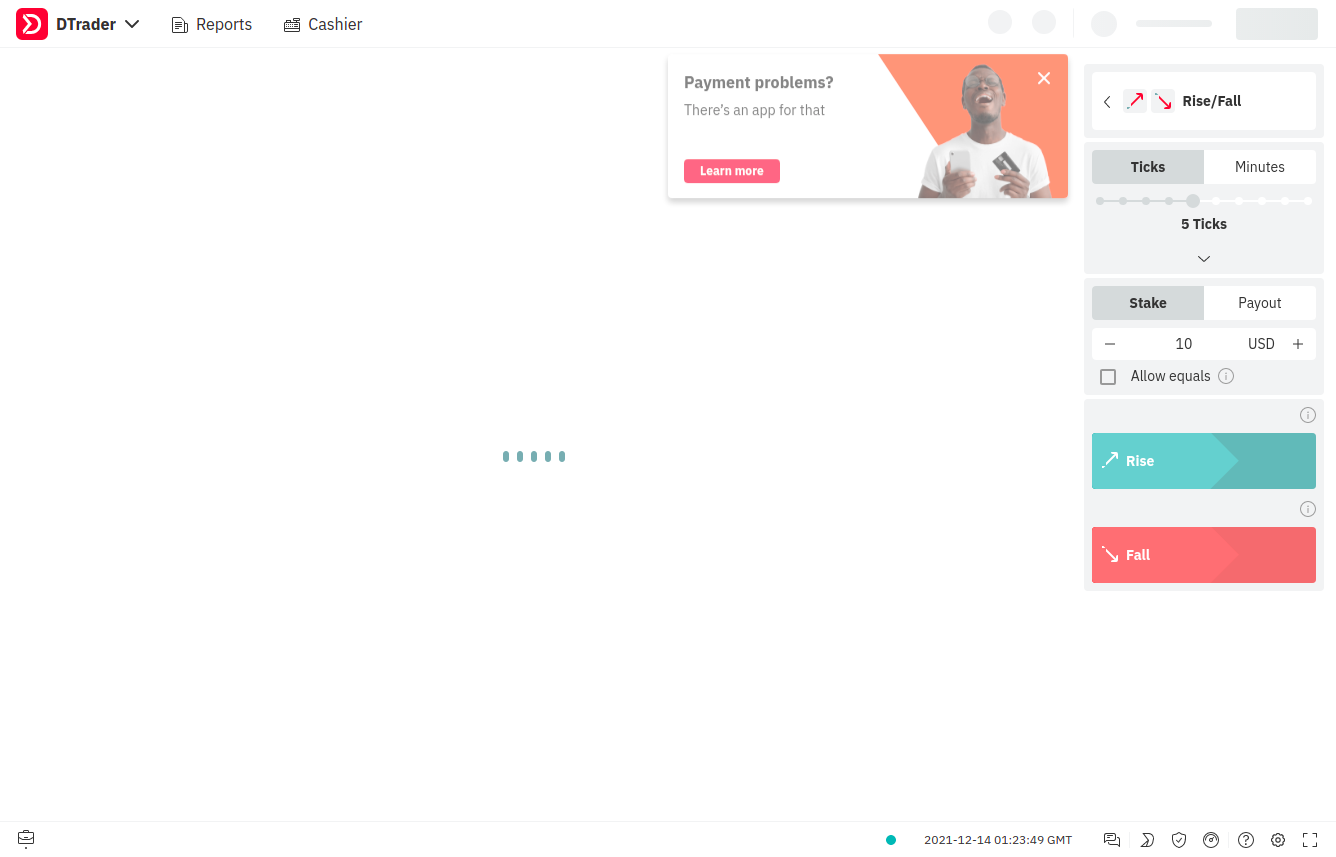 DTrader
Reports
Cashier
Payment problems?
There's an app for that
Learn more
Rise/Fall
Ticks
Minutes
5 Ticks
Stake
Payout
10
USD
Allow equals
Rise
Fall
2021-12-14 01:23:49 GMT